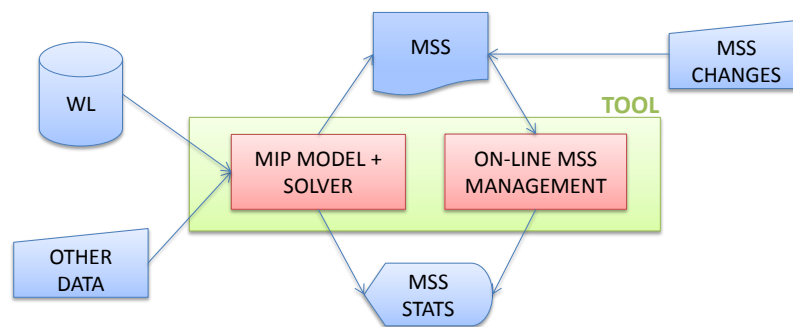 MSS
MSS
CHANGES
WL
TOOL
MIP MODEL +
SOLVER
ON-LINE MSS
MANAGEMENT
OTHER
DATA
MSS
STATS